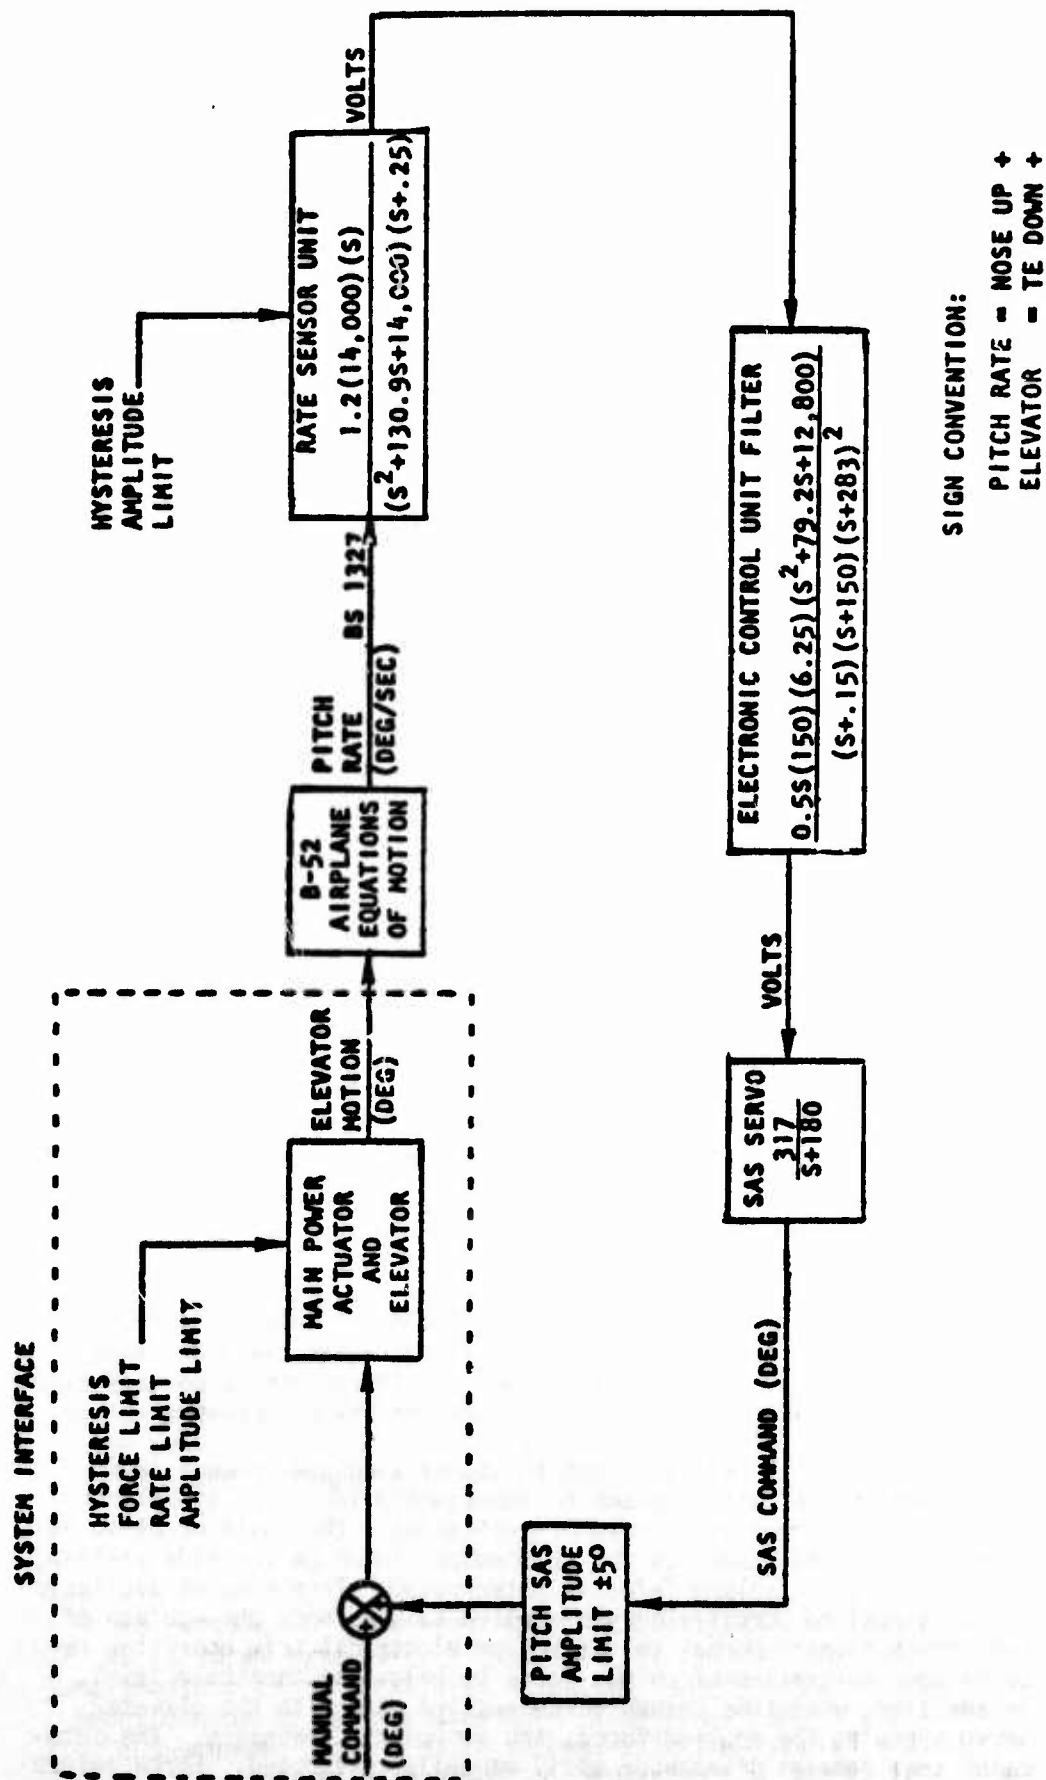 SYSTEM INTERFACE
HYSTERESIS
FORCE LIMIT
RATE LIMIT
AMPLITUDE LIMIT
MANUAL
COMMAND
(DEG)
+
MAIN POWER
ACTUATOR
AND
ELEVATOR
ELEVATOR
MOTION
(DEG)
B-52
AIRPLANE
EQUATIONS
OF MOTION
PITCH
RATE
(DEG/SEC)
BS 1327
HYSTERESIS
AMPLITUDE
LIMIT
RATE SENSOR UNIT
1.2(14,000)(S)
(S²+130.9S+14,000)(S+.25)
VOLTS
ELECTRONIC CONTROL UNIT FILTER
0.5S(150)(6.25)(S²+79.2S+12,800)
(S+.15)(S+150)(S+283)²
VOLTS
SAS SERVO
317
S+180
SAS COMMAND (DEG)
PITCH SAS
AMPLITUDE
LIMIT ±5°
SIGN CONVENTION:
PITCH RATE = NOSE UP +
ELEVATOR = TE DOWN +